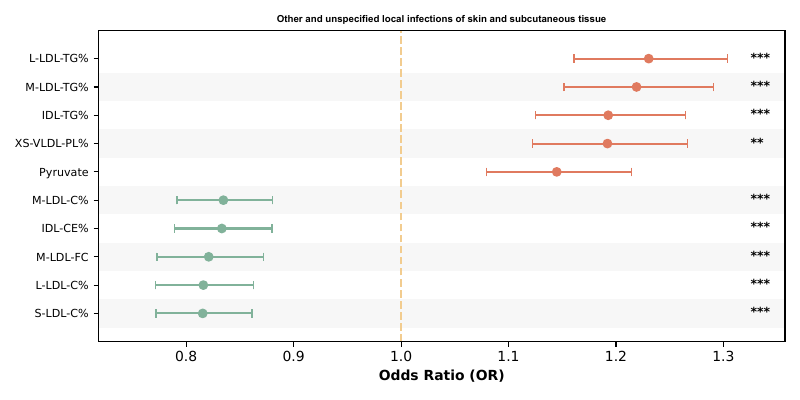 Other and unspecified local infections of skin and subcutaneous tissue
L-LDL-TG% ***
M-LDL-TG% ***
IDL-TG% ***
XS-VLDL-PL% **
Pyruvate
M-LDL-C% ***
IDL-CE% ***
M-LDL-FC ***
L-LDL-C% ***
S-LDL-C% ***
0.8 0.9 1.0 1.1 1.2 1.3
Odds Ratio (OR)